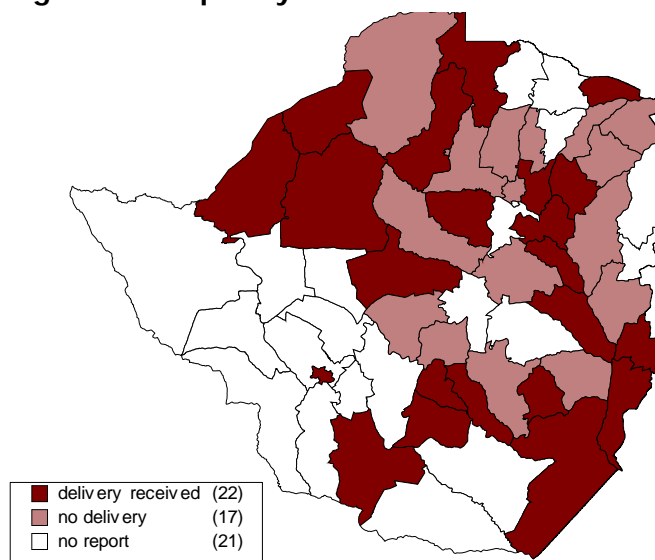 delivery received (22)
no delivery (17)
no report (21)